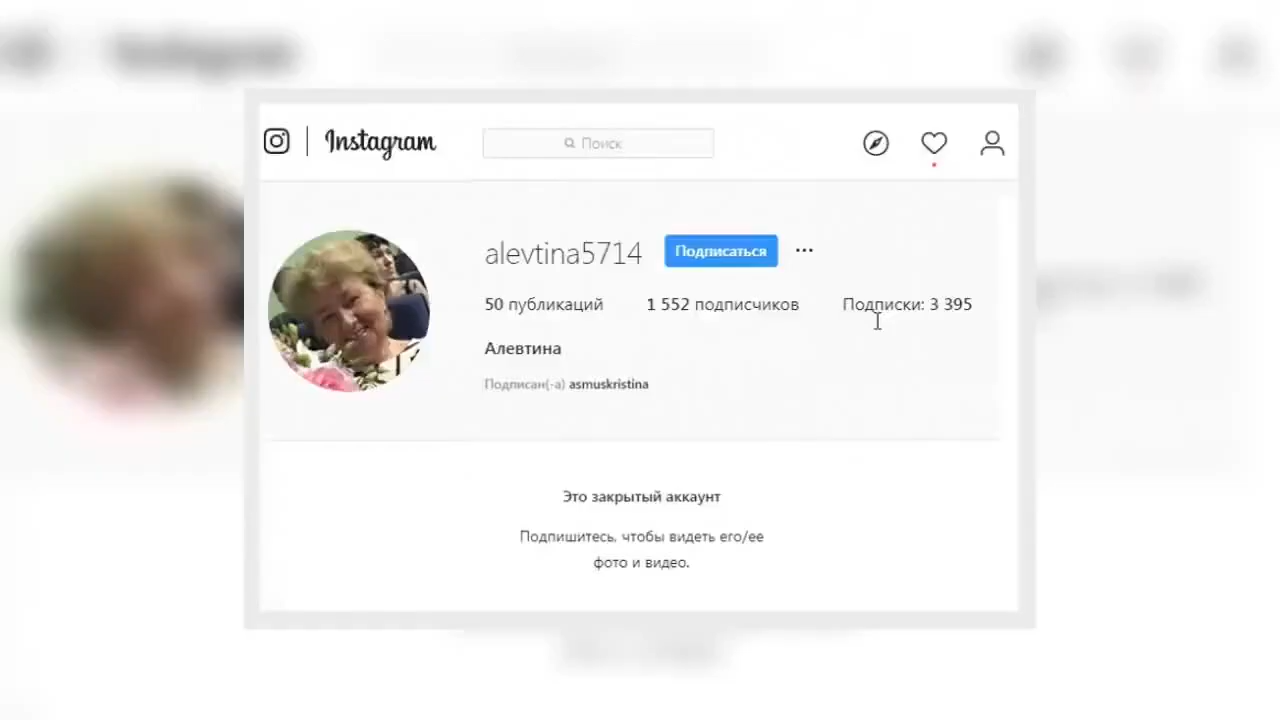 Instagram
Поиск
alevtina5714
Подписаться
50 публикаций 1 552 подписчиков Подписки: 3 395
Алевтина
Подписан(-а) asmuskristina
Это закрытый аккаунт
Подпишитесь, чтобы видеть его/ее
фото и видео.